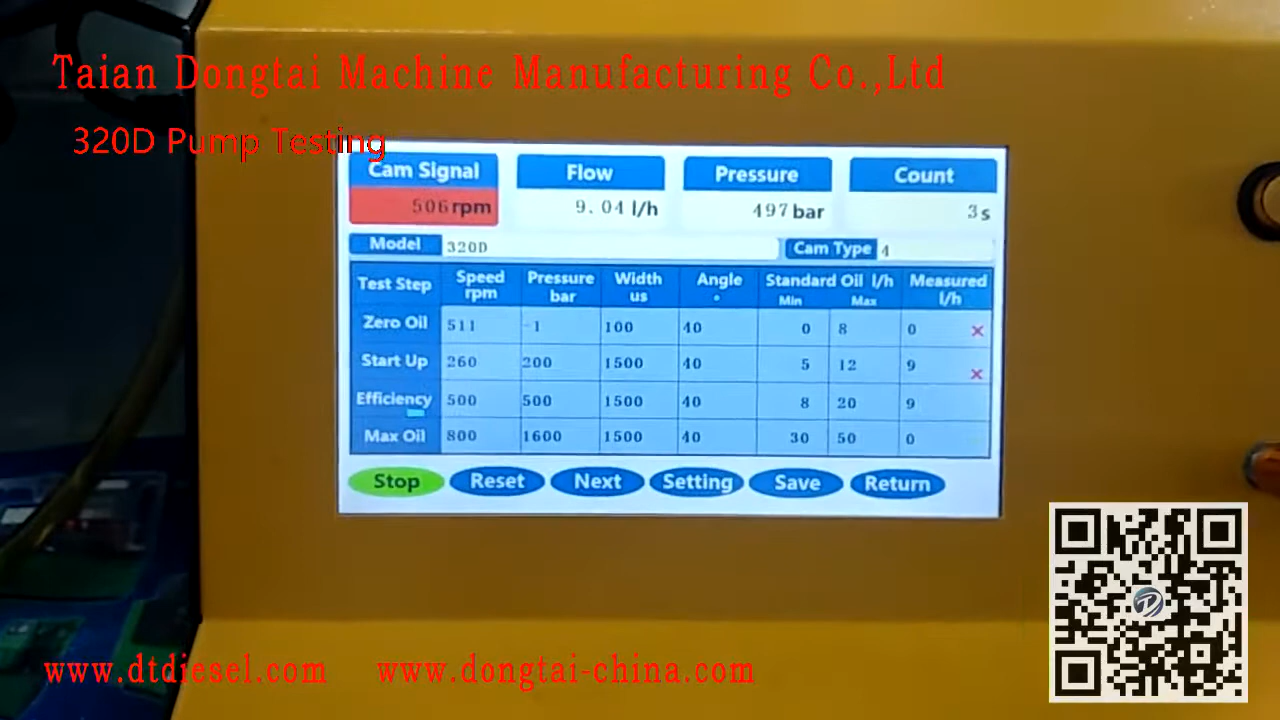 Taian Dongtai Machine Manufacturing Co.,Ltd
320D Pump Testing
Cam Signal Flow Pressure Count
506 rpm 9.04 l/h 497 bar 3 s
Model 320D Cam Type 4
Test Step Speed rpm Pressure bar Width us Angle ° Standard Oil l/h Min Max Measured l/h
Zero Oil 511 -1 100 40 0 8 0 ×
Start Up 260 200 1500 40 5 12 9 ×
Efficiency 500 500 1500 40 8 20 9
Max Oil 800 1600 1500 40 30 50 0
Stop Reset Next Setting Save Return
www.dtdiesel.com www.dongtai-china.com